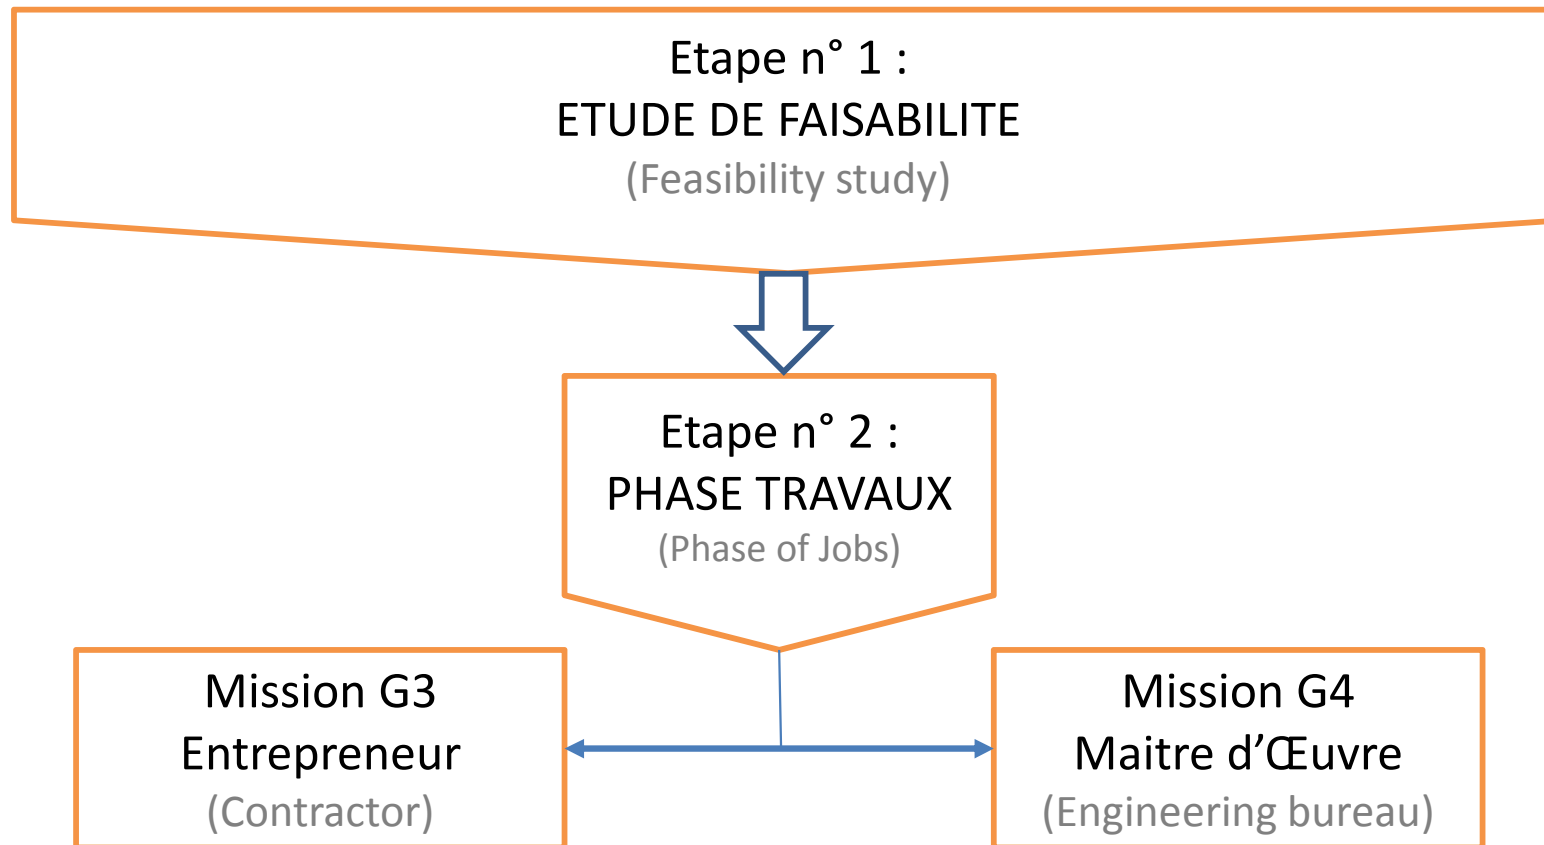 Etape n° 1 :
ETUDE DE FAISABILITE
(Feasibility study)
Etape n° 2 :
PHASE TRAVAUX
(Phase of Jobs)
Mission G3
Entrepreneur
(Contractor)
Mission G4
Maitre d’Œuvre
(Engineering bureau)